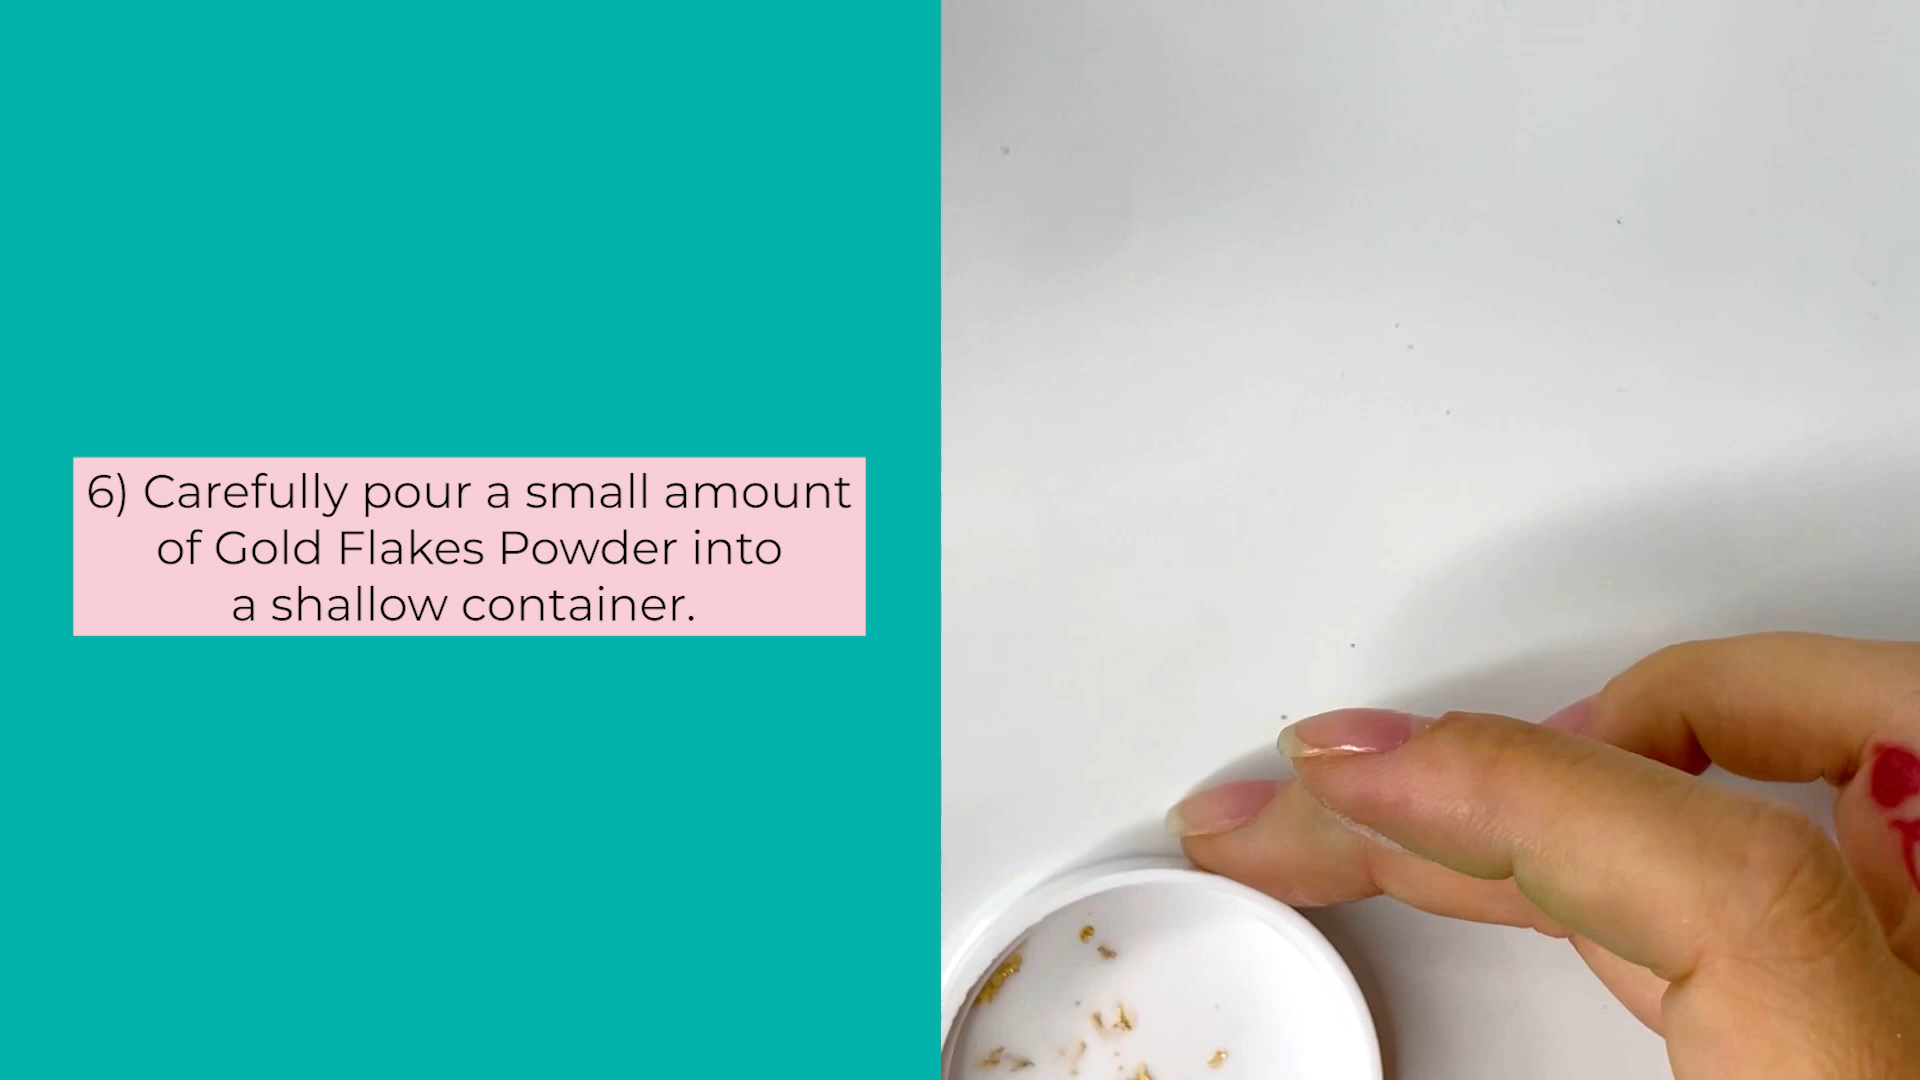 6) Carefully pour a small amount
of Gold Flakes Powder into
a shallow container.